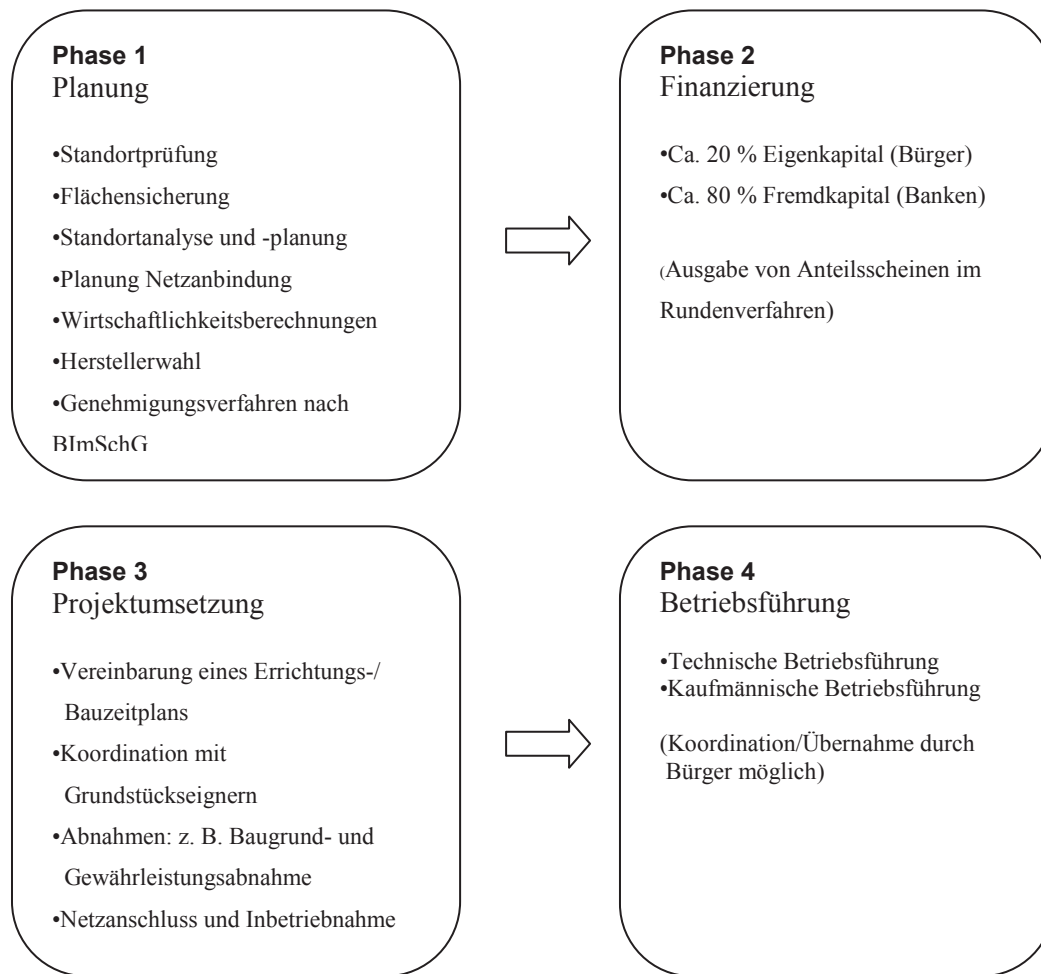 Phase 1
Planung
•Standortprüfung
•Flächensicherung
•Standortanalyse und -planung
•Planung Netzanbindung
•Wirtschaftlichkeitsberechnungen
•Herstellerwahl
•Genehmigungsverfahren nach
BImSchG
Phase 2
Finanzierung
•Ca. 20 % Eigenkapital (Bürger)
•Ca. 80 % Fremdkapital (Banken)
(Ausgabe von Anteilsscheinen im
Rundenverfahren)
Phase 3
Projektumsetzung
•Vereinbarung eines Errichtungs-/
Bauzeitplans
•Koordination mit
Grundstückseignern
•Abnahmen: z. B. Baugrund- und
Gewährleistungsabnahme
•Netzanschluss und Inbetriebnahme
Phase 4
Betriebsführung
•Technische Betriebsführung
•Kaufmännische Betriebsführung
(Koordination/Übernahme durch
Bürger möglich)